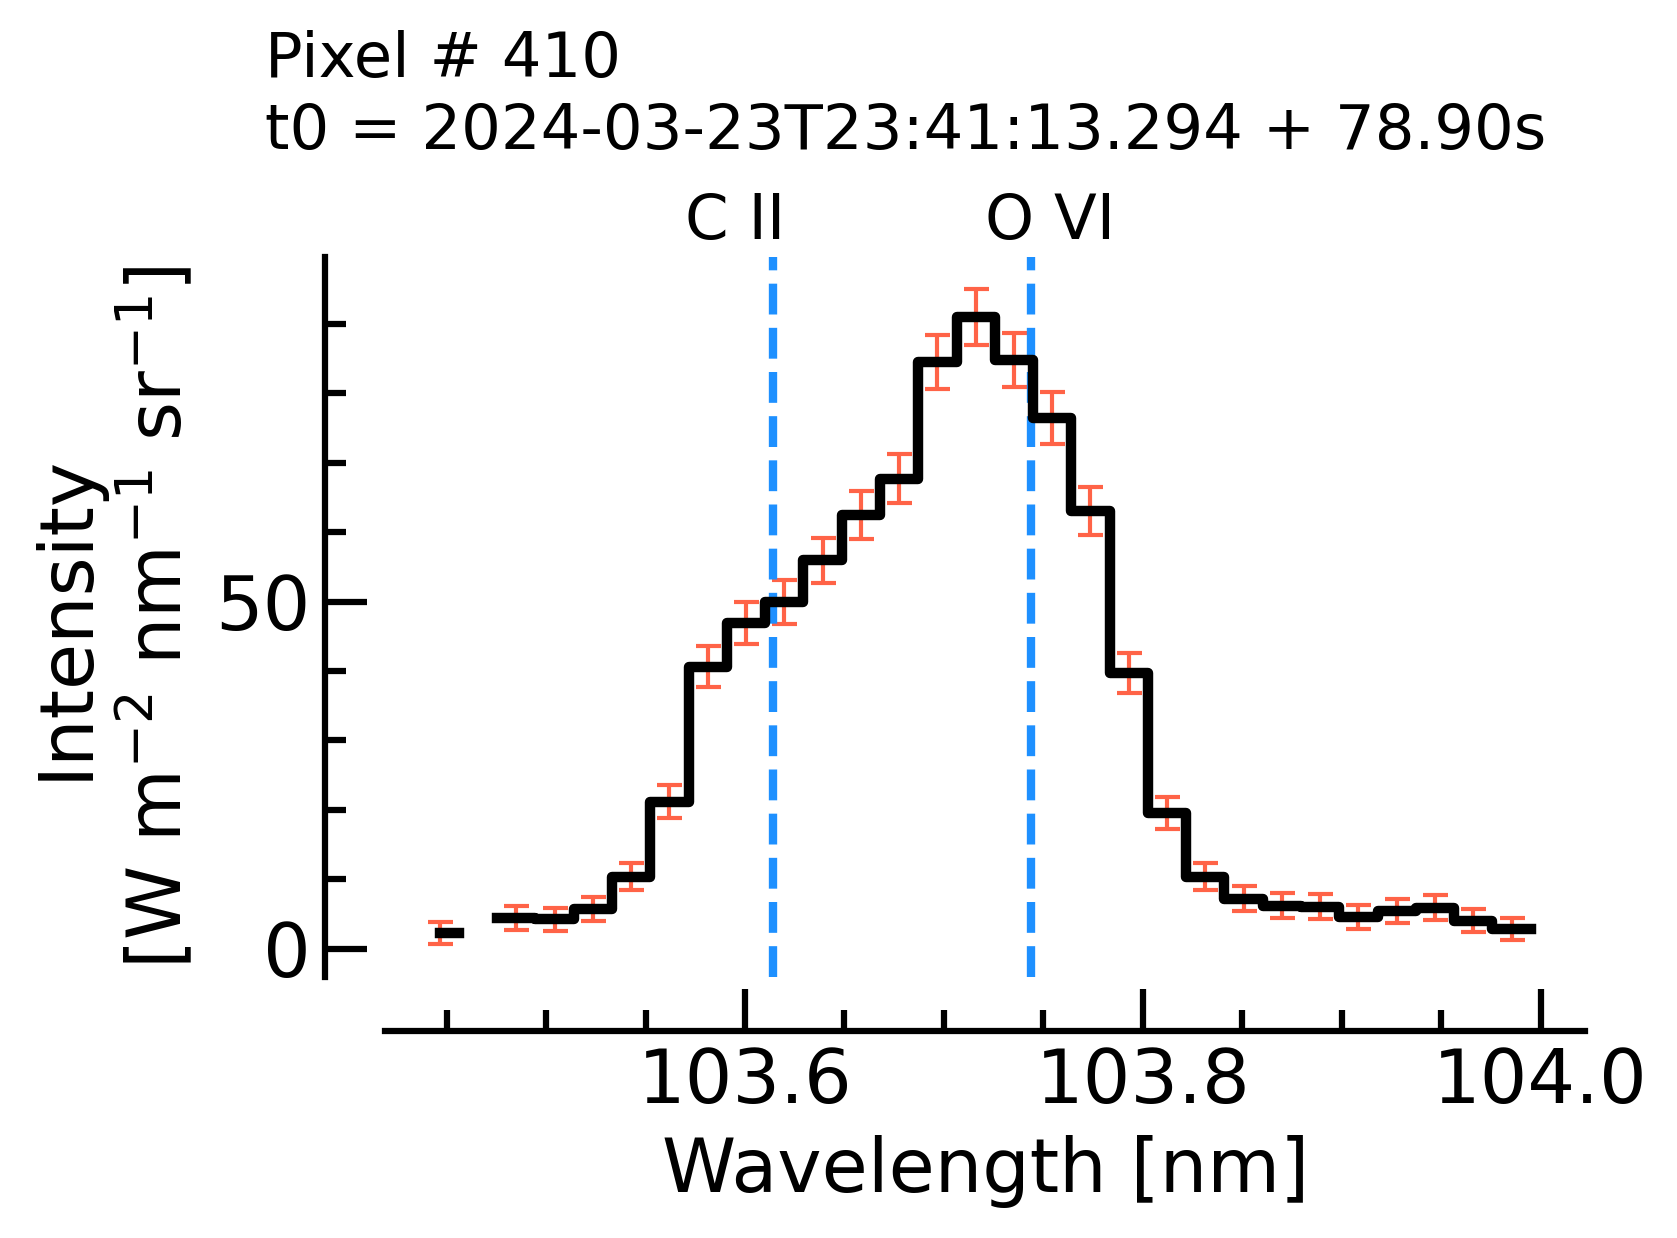 Pixel # 410
t0 = 2024-03-23T23:41:13.294 + 78.90s
C II O VI
Intensity
[W m⁻² nm⁻¹ sr⁻¹]
50
0
103.6 103.8 104.0
Wavelength [nm]